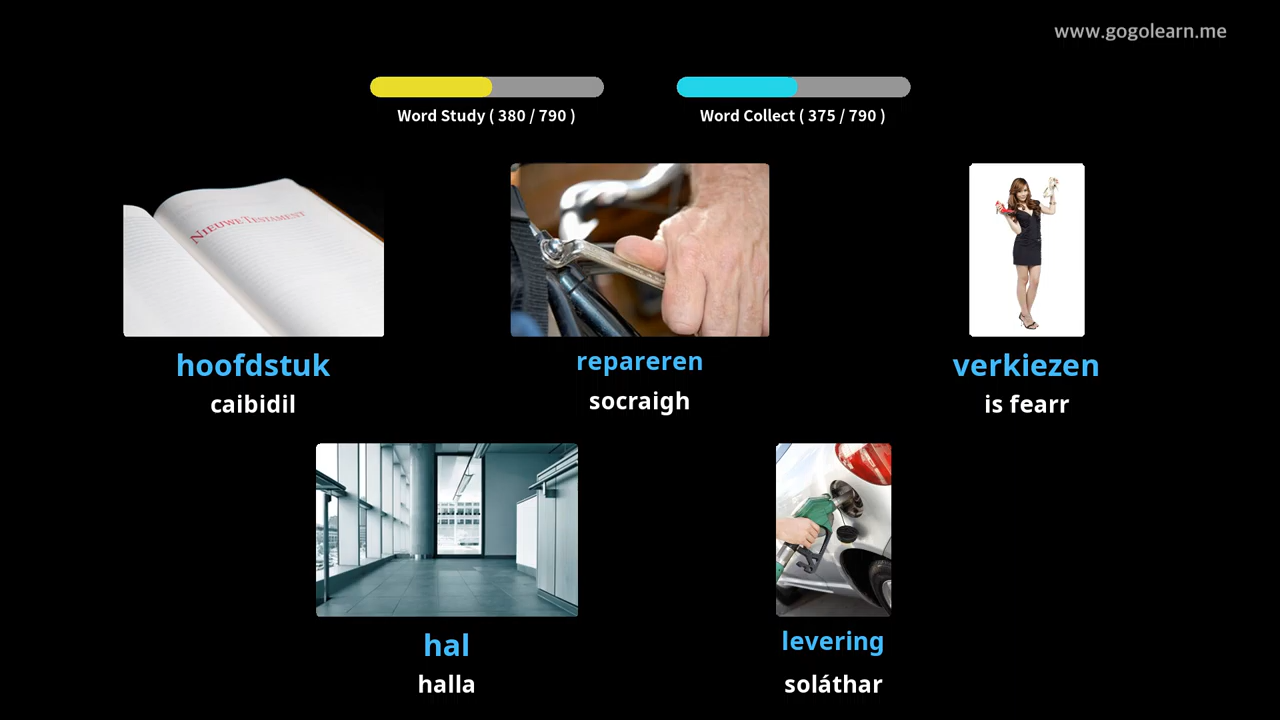 www.gogolearn.me
Word Study ( 380 / 790 )
Word Collect ( 375 / 790 )
NIEUWE TESTAMENT
hoofdstuk
caibidil
repareren
socraigh
verkiezen
is fearr
hal
halla
levering
soláthar